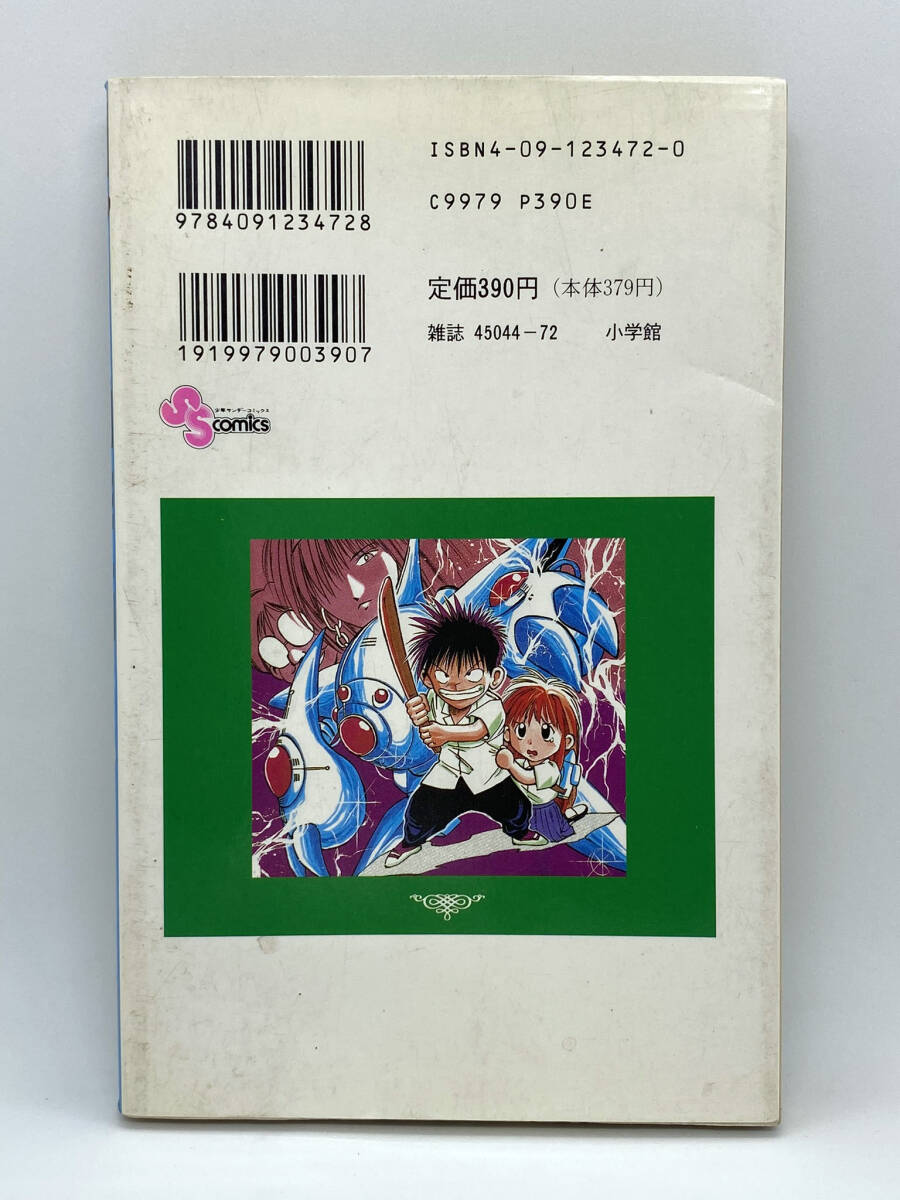 ISBN4-09-123472-0
9784091234728
C9979 P390E
定価390円(本体379円)
1919979003907
雑誌 45044-72 小学館
少年サンデーコミックス
SS comics